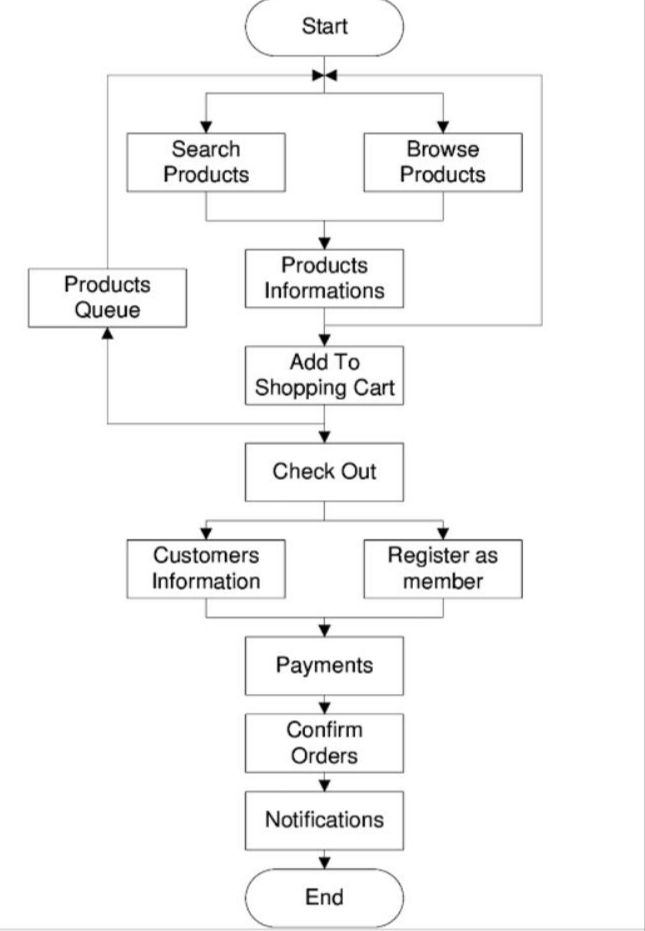 Start
Search
Products
Browse
Products
Products
Informations
Products
Queue
Add To
Shopping Cart
Check Out
Customers
Information
Register as
member
Payments
Confirm
Orders
Notifications
End